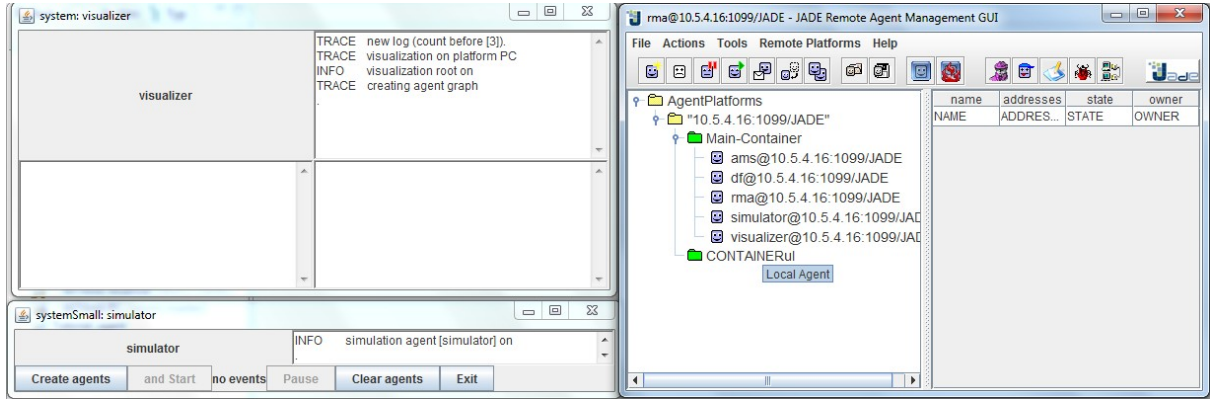 system: visualizer
visualizer
TRACE new log (count before [3]).
TRACE visualization on platform PC
INFO visualization root on
TRACE creating agent graph
.
systemSmall: simulator
simulator
INFO simulation agent [simulator] on
.
Create agents and Start no events Pause Clear agents Exit
rma@10.5.4.16:1099/JADE - JADE Remote Agent Management GUI
File Actions Tools Remote Platforms Help
Jade
AgentPlatforms
"10.5.4.16:1099/JADE"
Main-Container
ams@10.5.4.16:1099/JADE
df@10.5.4.16:1099/JADE
rma@10.5.4.16:1099/JADE
simulator@10.5.4.16:1099/JAD
visualizer@10.5.4.16:1099/JAD
CONTAINERul
Local Agent
name addresses state owner
NAME ADDRES... STATE OWNER